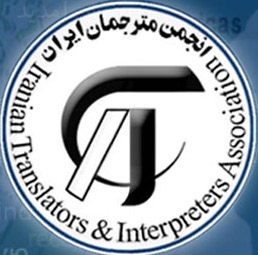 انجمن مترجمان ایران
Iranian Translators & Interpreters Association